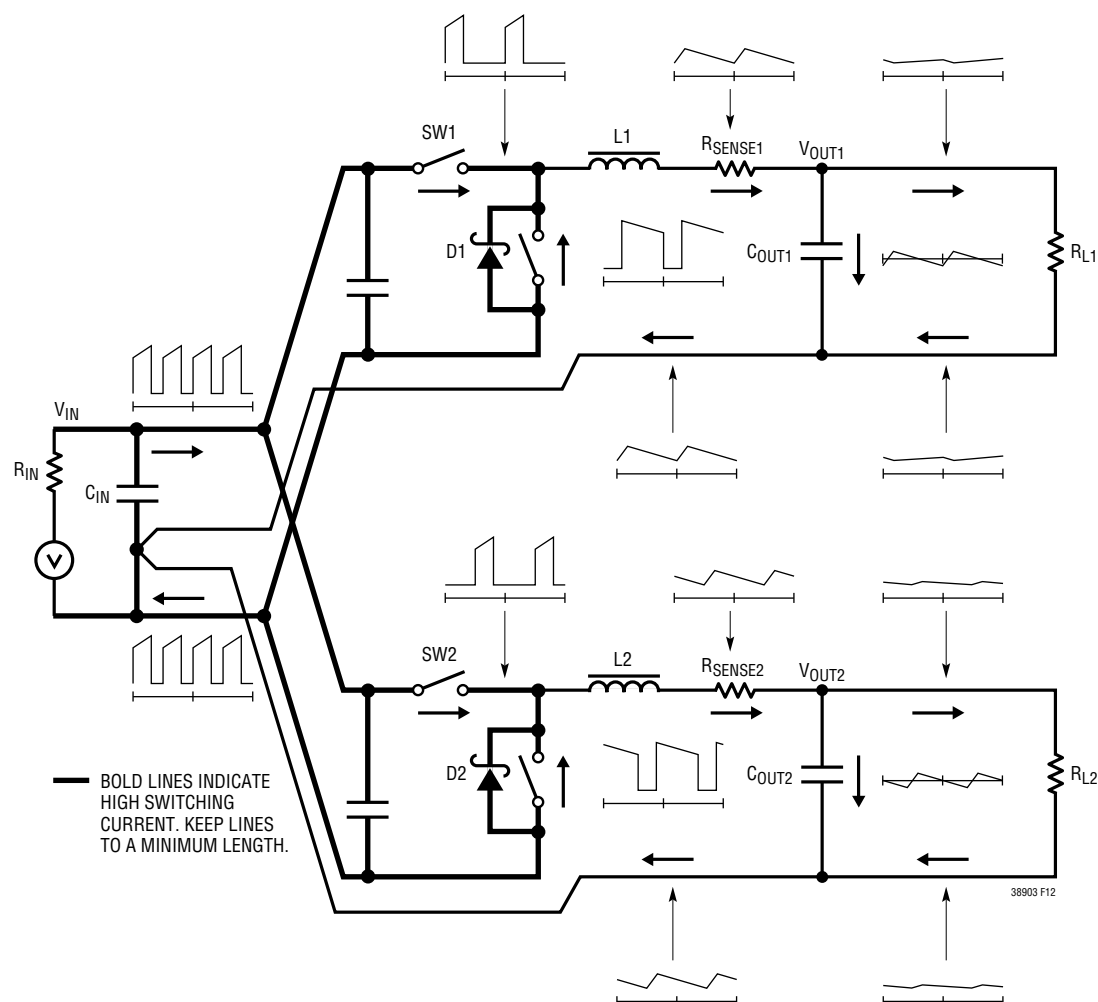 SW1
L1
RSENSE1
VOUT1
D1
COUT1
RL1
VIN
RIN
CIN
V
SW2
L2
RSENSE2
VOUT2
D2
COUT2
RL2
BOLD LINES INDICATE
HIGH SWITCHING
CURRENT. KEEP LINES
TO A MINIMUM LENGTH.
38903 F12